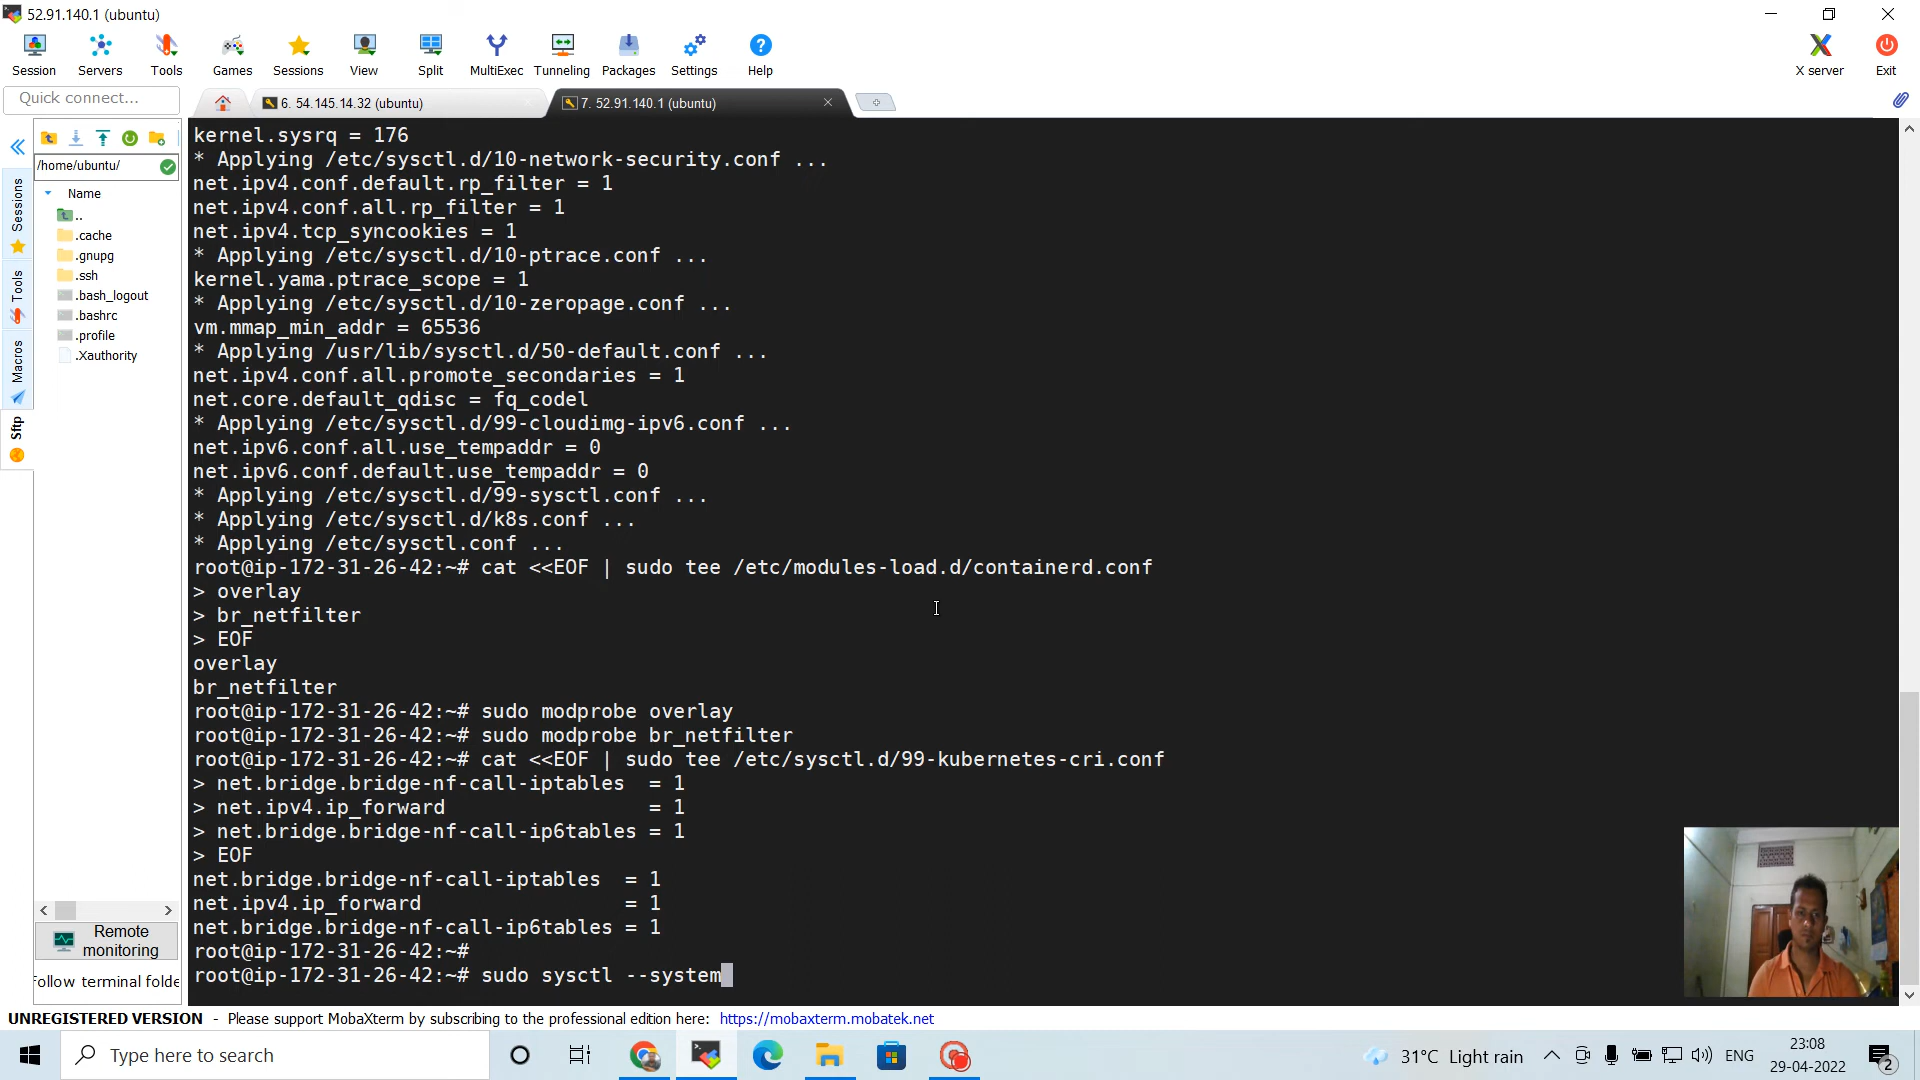 52.91.140.1 (ubuntu)
Session Servers Tools Games Sessions View Split MultiExec Tunneling Packages Settings Help X server Exit
Quick connect...
6. 54.145.14.32 (ubuntu)
7. 52.91.140.1 (ubuntu)
/home/ubuntu/
Name
..
.cache
.gnupg
.ssh
.bash_logout
.bashrc
.profile
.Xauthority
Sessions
Tools
Macros
Sftp
Remote monitoring
Follow terminal folde
kernel.sysrq = 176
* Applying /etc/sysctl.d/10-network-security.conf ...
net.ipv4.conf.default.rp_filter = 1
net.ipv4.conf.all.rp_filter = 1
net.ipv4.tcp_syncookies = 1
* Applying /etc/sysctl.d/10-ptrace.conf ...
kernel.yama.ptrace_scope = 1
* Applying /etc/sysctl.d/10-zeropage.conf ...
vm.mmap_min_addr = 65536
* Applying /usr/lib/sysctl.d/50-default.conf ...
net.ipv4.conf.all.promote_secondaries = 1
net.core.default_qdisc = fq_codel
* Applying /etc/sysctl.d/99-cloudimg-ipv6.conf ...
net.ipv6.conf.all.use_tempaddr = 0
net.ipv6.conf.default.use_tempaddr = 0
* Applying /etc/sysctl.d/99-sysctl.conf ...
* Applying /etc/sysctl.d/k8s.conf ...
* Applying /etc/sysctl.conf ...
root@ip-172-31-26-42:~# cat <<EOF | sudo tee /etc/modules-load.d/containerd.conf
> overlay
> br_netfilter
> EOF
overlay
br_netfilter
root@ip-172-31-26-42:~# sudo modprobe overlay
root@ip-172-31-26-42:~# sudo modprobe br_netfilter
root@ip-172-31-26-42:~# cat <<EOF | sudo tee /etc/sysctl.d/99-kubernetes-cri.conf
> net.bridge.bridge-nf-call-iptables  = 1
> net.ipv4.ip_forward                 = 1
> net.bridge.bridge-nf-call-ip6tables = 1
> EOF
net.bridge.bridge-nf-call-iptables  = 1
net.ipv4.ip_forward                 = 1
net.bridge.bridge-nf-call-ip6tables = 1
root@ip-172-31-26-42:~#
root@ip-172-31-26-42:~# sudo sysctl --system
UNREGISTERED VERSION - Please support MobaXterm by subscribing to the professional edition here: https://mobaxterm.mobatek.net
Type here to search
31°C Light rain
ENG
23:08
29-04-2022
2